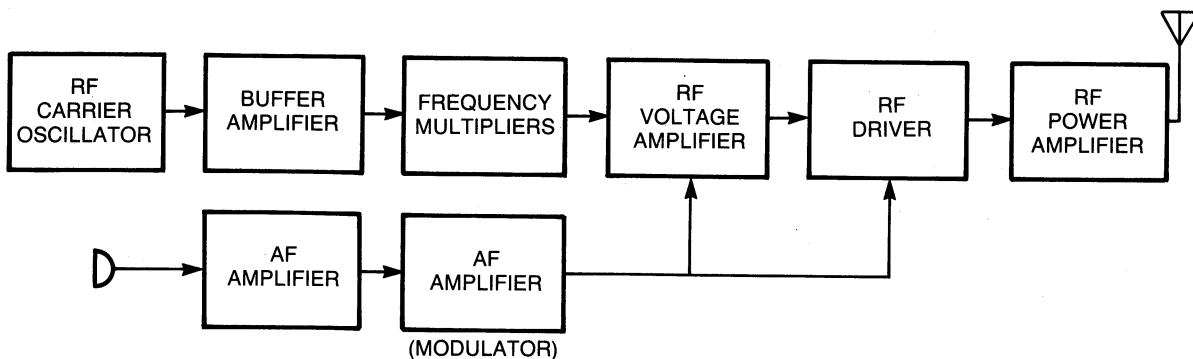 RF
CARRIER
OSCILLATOR
BUFFER
AMPLIFIER
FREQUENCY
MULTIPLIERS
RF
VOLTAGE
AMPLIFIER
RF
DRIVER
RF
POWER
AMPLIFIER
AF
AMPLIFIER
AF
AMPLIFIER
(MODULATOR)